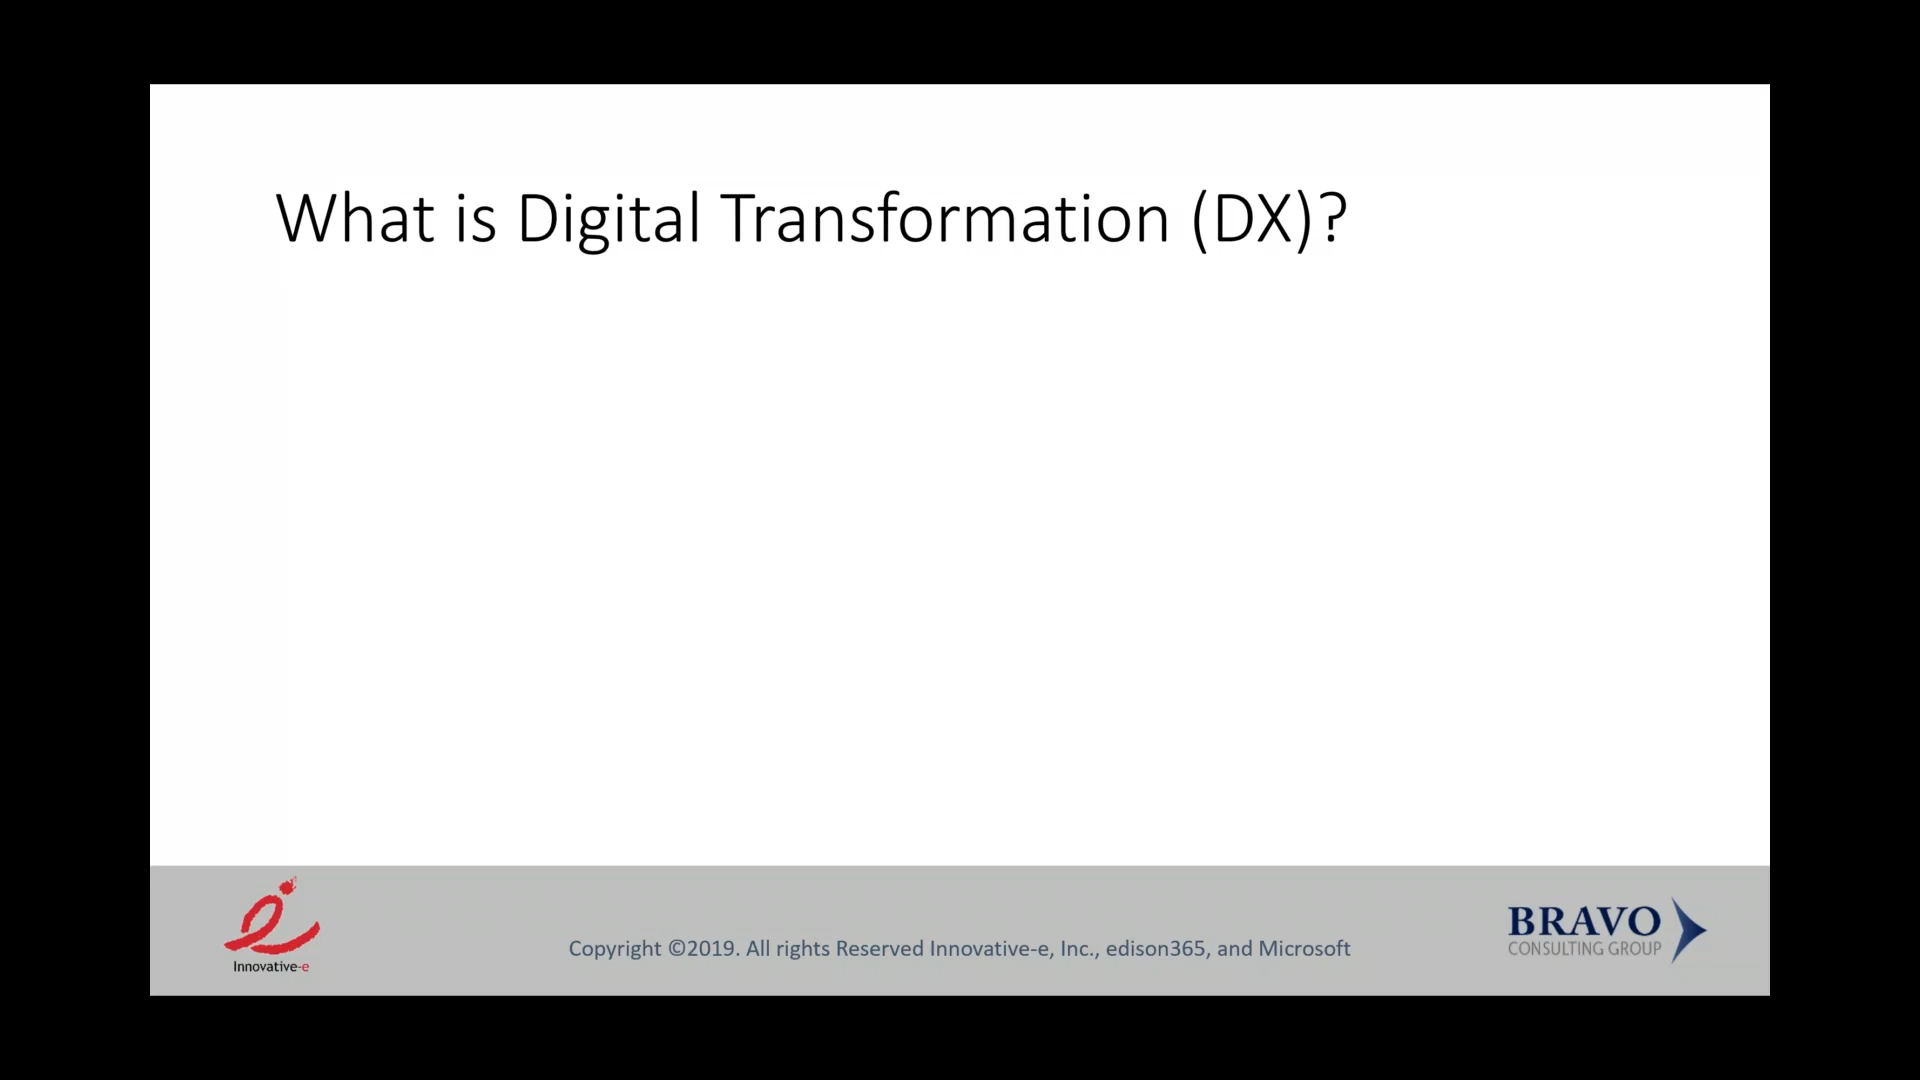 What is Digital Transformation (DX)?
Innovative-e
Copyright ©2019. All rights Reserved Innovative-e, Inc., edison365, and Microsoft
BRAVO
CONSULTING GROUP